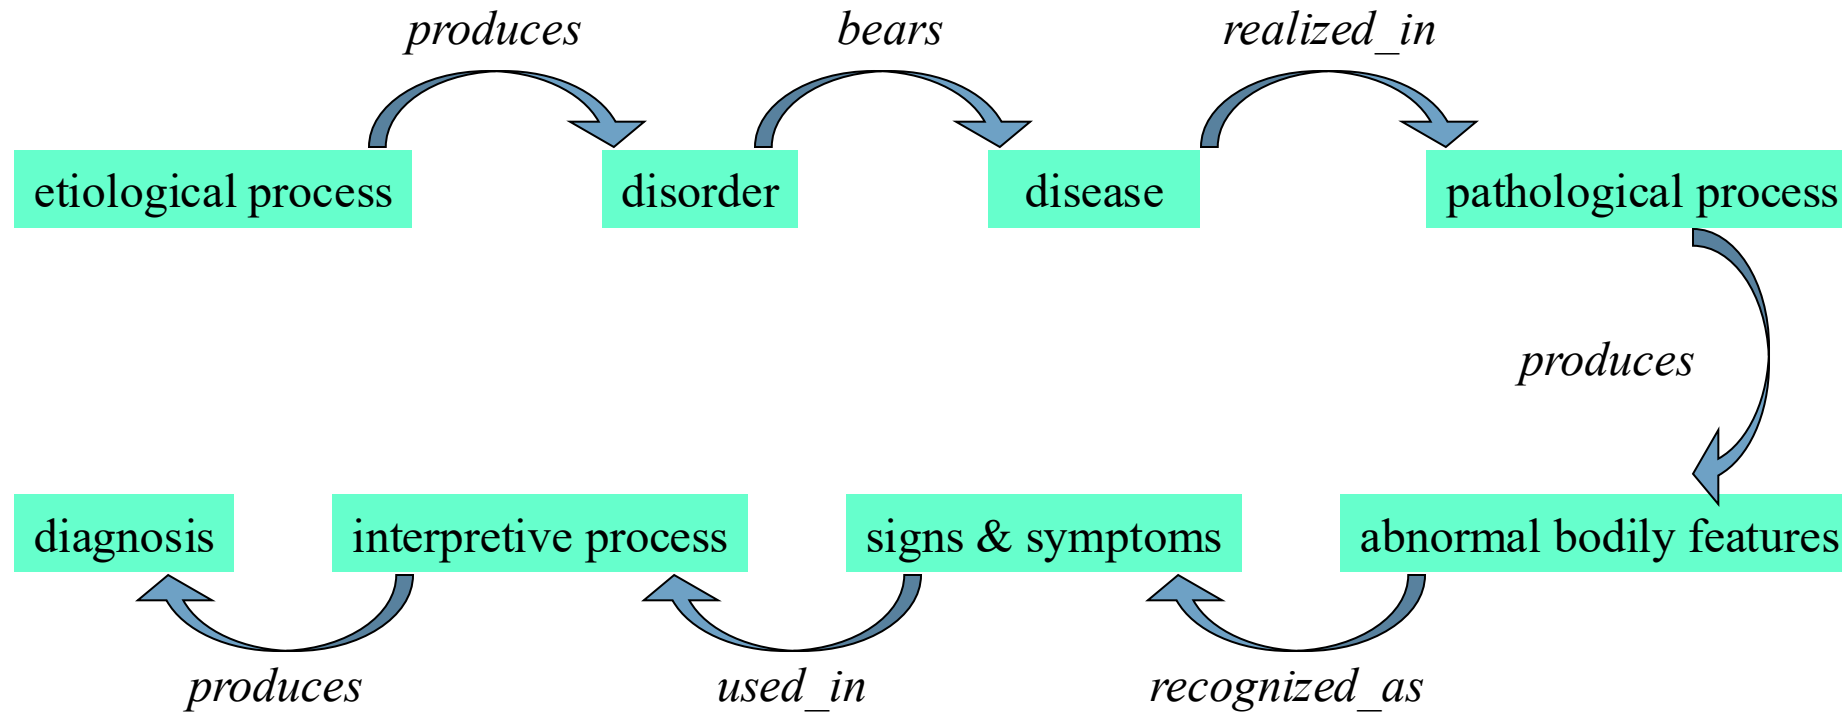 produces bears realized_in
etiological process disorder disease pathological process
produces
diagnosis interpretive process signs & symptoms abnormal bodily features
produces used_in recognized_as